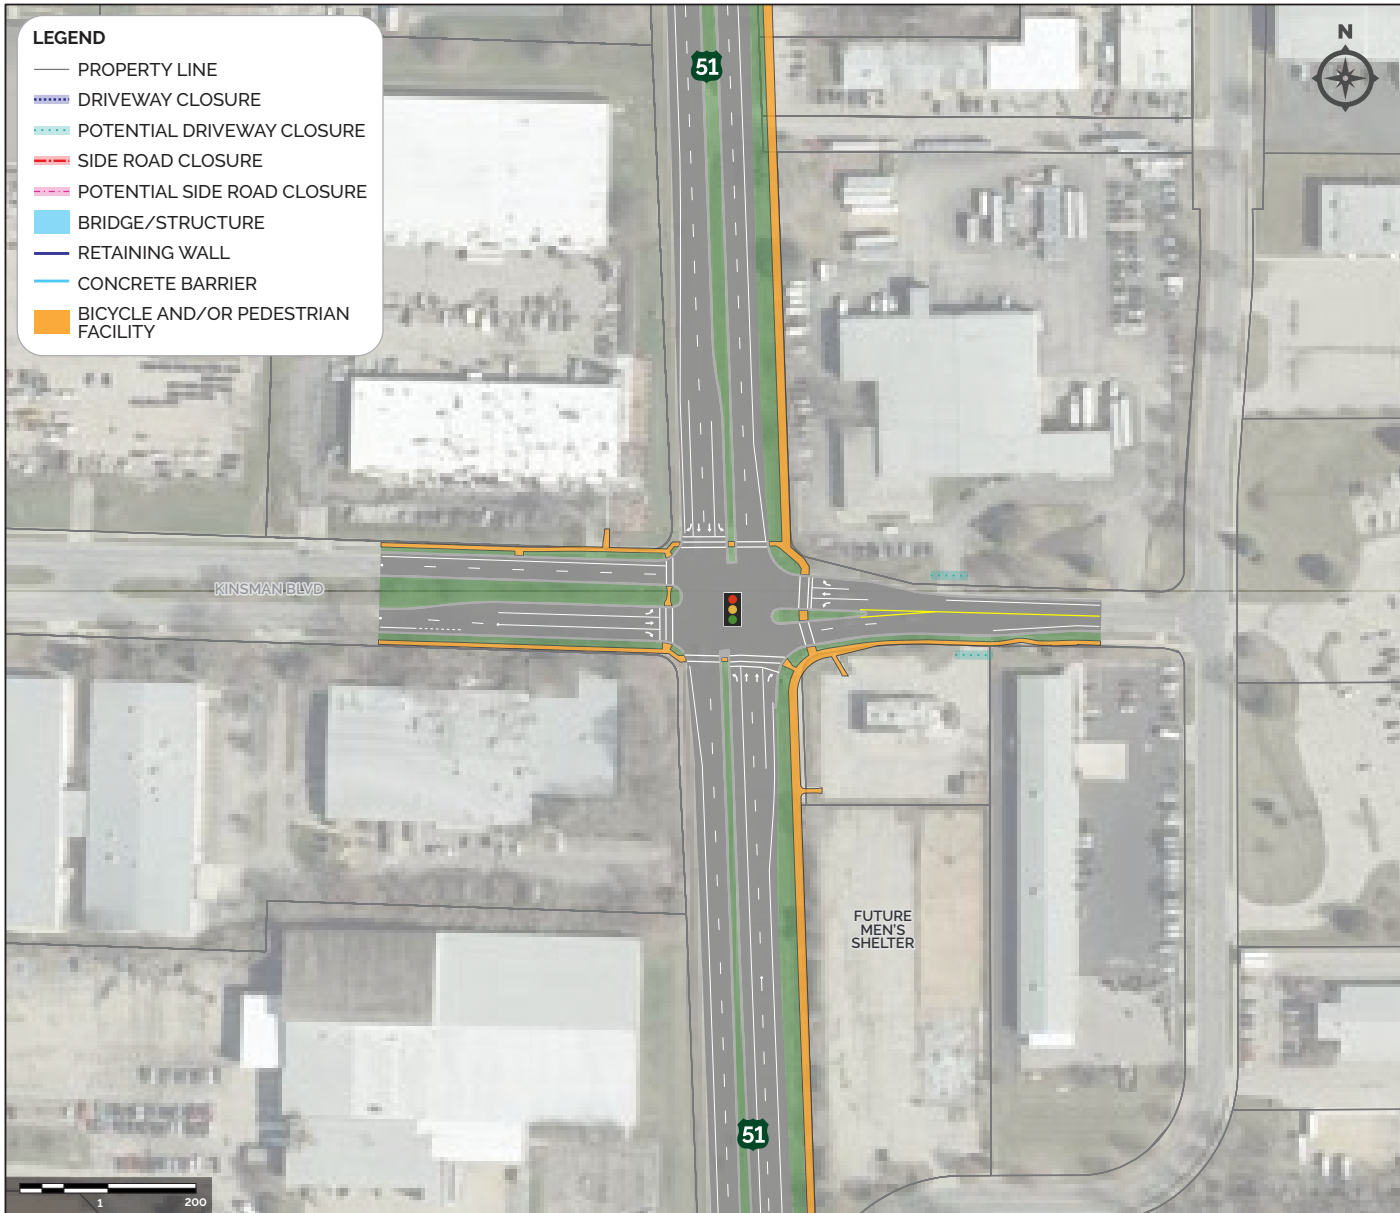 LEGEND
PROPERTY LINE
DRIVEWAY CLOSURE
POTENTIAL DRIVEWAY CLOSURE
SIDE ROAD CLOSURE
POTENTIAL SIDE ROAD CLOSURE
BRIDGE/STRUCTURE
RETAINING WALL
CONCRETE BARRIER
BICYCLE AND/OR PEDESTRIAN
FACILITY
51
N
KINSMAN BLVD
FUTURE
MEN'S
SHELTER
51
1 200